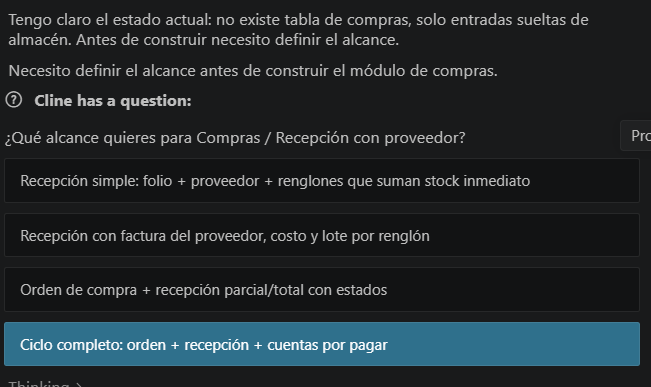 Tengo claro el estado actual: no existe tabla de compras, solo entradas sueltas de
almacén. Antes de construir necesito definir el alcance.
Necesito definir el alcance antes de construir el módulo de compras.
Cline has a question:
¿Qué alcance quieres para Compras / Recepción con proveedor?
Recepción simple: folio + proveedor + renglones que suman stock inmediato
Recepción con factura del proveedor, costo y lote por renglón
Orden de compra + recepción parcial/total con estados
Ciclo completo: orden + recepción + cuentas por pagar
Thinking